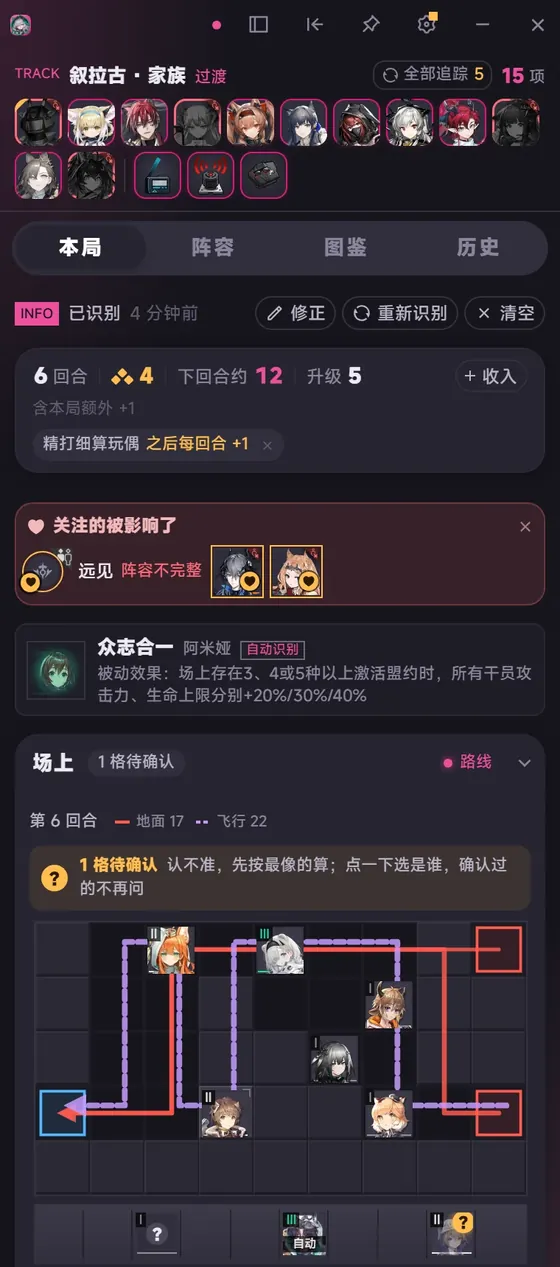 TRACK 叙拉古·家族 过渡 全部追踪 5 15 项
本局 阵容 图鉴 历史
INFO 已识别 4 分钟前 修正 重新识别 清空
6 回合 4 下回合约 12 升级 5 + 收入
含本局额外 +1
精打细算玩偶 之后每回合 +1 ×
关注的被影响了
远见 阵容不完整
众志合一 阿米娅 自动识别
被动效果：场上存在3、4或5种以上激活盟约时，所有干员攻
击力、生命上限分别+20%/30%/40%
场上 1 格待确认 路线
第 6 回合 地面 17 飞行 22
? 1 格待确认 认不准，先按最像的算；点一下选是谁，确认过
的不再问
II III
I
I
II I
I ? III II ?
自动